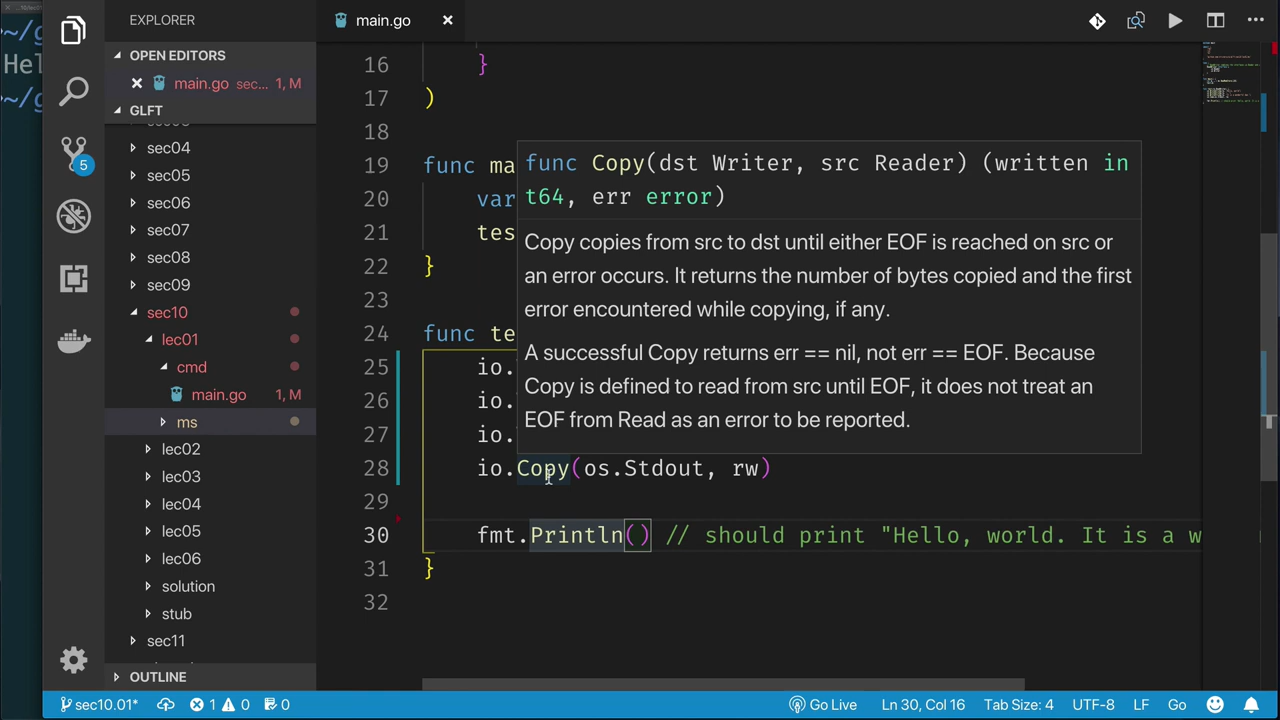 ~/g
Hel
~/g
EXPLORER
OPEN EDITORS
main.go sec... 1, M
GLFT
sec04
sec05
sec06
sec07
sec08
sec09
sec10
lec01
cmd
main.go 1, M
ms
lec02
lec03
lec04
lec05
lec06
solution
stub
sec11
OUTLINE
5
main.go
16 }
17 )
18
19 func ma
20 var
21 tes
22 }
23
24 func te
25 io.
26 io.
27 io.
28 io.Copy(os.Stdout, rw)
29
30 fmt.Println() // should print "Hello, world. It is a w
31 }
32
func Copy(dst Writer, src Reader) (written in
t64, err error)
Copy copies from src to dst until either EOF is reached on src or
an error occurs. It returns the number of bytes copied and the first
error encountered while copying, if any.
A successful Copy returns err == nil, not err == EOF. Because
Copy is defined to read from src until EOF, it does not treat an
EOF from Read as an error to be reported.
sec10.01* 1 0 0 Go Live Ln 30, Col 16 Tab Size: 4 UTF-8 LF Go